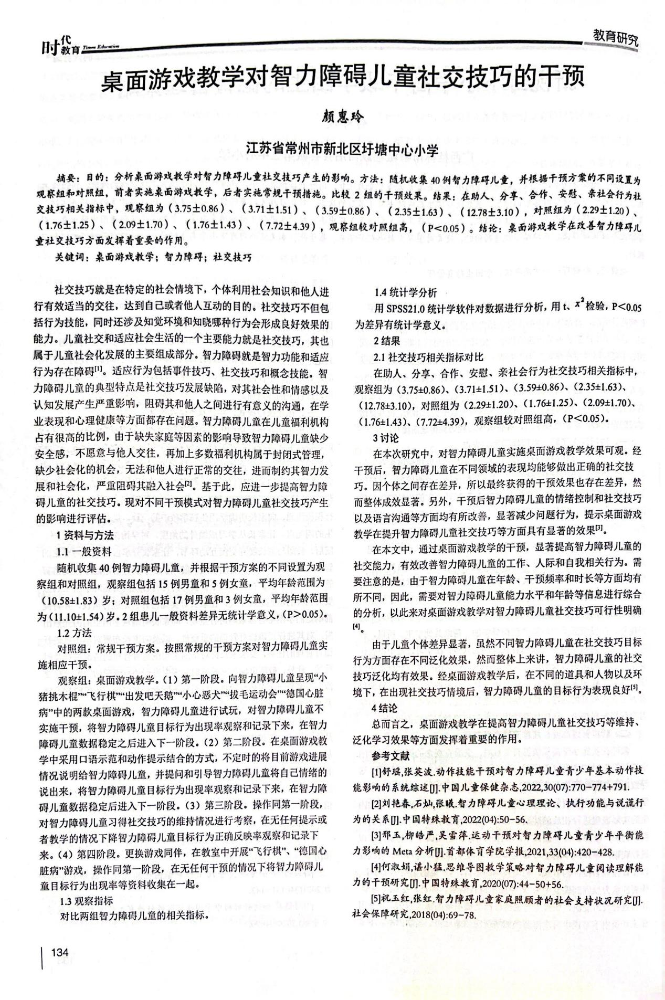 时代教育 Times Education
教育研究
桌面游戏教学对智力障碍儿童社交技巧的干预
颜惠玲
江苏省常州市新北区圩塘中心小学
摘要：目的：分析桌面游戏教学对智力障碍儿童社交技巧产生的影响。方法：随机收集 40 例智力障碍儿童，并根据干预方案的不同设置为
观察组和对照组，前者实施桌面游戏教学，后者实施常规干预措施。比较 2 组的干预效果。结果：在助人、分享、合作、安慰、亲社会行为社
交技巧相关指标中，观察组为（3.75±0.86）、（3.71±1.51）、（3.59±0.86）、（2.35±1.63）、（12.78±3.10），对照组为（2.29±1.20）、
（1.76±1.25）、（2.09±1.70）、（1.76±1.43）、（7.72±4.39），观察组较对照组高，（P＜0.05）。结论：桌面游戏教学在改善智力障碍儿
童社交技巧方面发挥着重要的作用。
关键词：桌面游戏教学；智力障碍；社交技巧
社交技巧就是在特定的社会情境下，个体利用社会知识和他人进
行有效适当的交往，达到自己或者他人互动的目的。社交技巧不但包
括行为技能，同时还涉及知觉环境和知晓哪种行为会形成良好效果的
能力。儿童社交和适应社会生活的一个主要能力就是社交技巧，其也
属于儿童社会化发展的主要组成部分。智力障碍就是智力功能和适应
行为存在障碍[1]。适应行为包括事件技巧、社交技巧和概念技能。智
力障碍儿童的典型特点是社交技巧发展缺陷，对其社会性和情感以及
认知发展产生严重影响，阻碍其和他人之间进行有意义的沟通，在学
业表现和心理健康等方面都存在问题。智力障碍儿童在儿童福利机构
占有很高的比例，由于缺失家庭等因素的影响导致智力障碍儿童缺少
安全感，不愿意与他人交往，再加上多数福利机构属于封闭式管理，
缺少社会化的机会，无法和他人进行正常的交往，进而制约其智力发
展和社会化，严重阻碍其融入社会[2]。基于此，应进一步提高智力障
碍儿童的社交技巧。现对不同干预模式对智力障碍儿童社交技巧产生
的影响进行评估。
1 资料与方法
1.1 一般资料
随机收集 40 例智力障碍儿童，并根据干预方案的不同设置为观
察组和对照组，观察组包括 15 例男童和 5 例女童，平均年龄范围为
（10.58±1.83）岁；对照组包括 17 例男童和 3 例女童，平均年龄范围
为（11.10±1.54）岁。2 组患儿一般资料差异无统计学意义，（P＞0.05）。
1.2 方法
对照组：常规干预方案。按照常规的干预方案对智力障碍儿童实
施相应干预。
观察组：桌面游戏教学。（1）第一阶段。向智力障碍儿童呈现“小
猪挑木棍”“飞行棋”“出发吧天鹅”“小心恶犬”“拔毛运动会”“德国心脏
病”中的两款桌面游戏，智力障碍儿童进行试玩，对智力障碍儿童不
实施干预，将智力障碍儿童目标行为出现率观察和记录下来，在智力
障碍儿童数据稳定之后进入下一阶段。（2）第二阶段。在桌面游戏教
学中采用口语示范和动作提示结合的方式，不定时的将目前游戏进展
情况说明给智力障碍儿童，并提问和引导智力障碍儿童将自己情绪的
说出来，将智力障碍儿童目标行为出现率观察和记录下来，在智力障
碍儿童数据稳定后进入下一阶段。（3）第三阶段。操作同第一阶段，
对智力障碍儿童习得社交技巧的维持情况进行考察，在无任何提示或
者教学的情况下降智力障碍儿童目标行为正确反映率观察和记录下
来。（4）第四阶段。更换游戏同伴，在教室中开展“飞行棋”、“德国心
脏病”游戏，操作同第一阶段，在无任何干预的情况下将智力障碍儿
童目标行为出现率等资料收集在一起。
1.3 观察指标
对比两组智力障碍儿童的相关指标。
1.4 统计学分析
用 SPSS21.0 统计学软件对数据进行分析，用 t、x²检验，P＜0.05
为差异有统计学意义。
2 结果
2.1 社交技巧相关指标对比
在助人、分享、合作、安慰、亲社会行为社交技巧相关指标中，
观察组为（3.75±0.86）、（3.71±1.51）、（3.59±0.86）、（2.35±1.63）、
（12.78±3.10），对照组为（2.29±1.20）、（1.76±1.25）、（2.09±1.70）、
（1.76±1.43）、（7.72±4.39），观察组较对照组高，（P＜0.05）。
3 讨论
在本次研究中，对智力障碍儿童实施桌面游戏教学效果可观。经
干预后，智力障碍儿童在不同领域的表现均能够做出正确的社交技
巧。因个体之间存在差异，所以最终获得的干预效果也存在差异，然
而整体成效显著。另外，干预后智力障碍儿童的情绪控制和社交技巧
以及语言沟通等方面均有所改善，显著减少问题行为，提示桌面游戏
教学在提升智力障碍儿童社交技巧等方面具有显著的效果[3]。
在本文中，通过桌面游戏教学的干预，显著提高智力障碍儿童的
社交能力，有效改善智力障碍儿童的工作、人际和自我相关行为。需
要注意的是，由于智力障碍儿童在年龄、干预频率和时长等方面均有
所不同，因此，需要对智力障碍儿童能力水平和年龄等信息进行综合
的分析，以此来对桌面游戏教学对智力障碍儿童社交技巧可行性明确
[4]。
由于儿童个体差异显著，虽然不同智力障碍儿童在社交技巧目标
行为方面存在不同泛化效果，然而整体上来讲，智力障碍儿童的社交
技巧泛化均有效果。经桌面游戏教学后，在不同的道具和人物以及环
境下，在出现社交技巧情境后，智力障碍儿童的目标行为表现良好[5]。
4 结论
总而言之，桌面游戏教学在提高智力障碍儿童社交技巧等维持、
泛化学习效果等方面发挥着重要的作用。
参考文献
[1]舒瑶,张英波.动作技能干预对智力障碍儿童青少年基本动作技
能影响的系统综述[J].中国儿童保健杂志,2022,30(07):770-774+791.
[2]刘艳春,石灿,张曦.智力障碍儿童心理理论、执行功能与说谎行
为的关系[J].中国特殊教育,2022(04):50-56.
[3]邢玉,柳皓严,吴雪萍.运动干预对智力障碍儿童青少年平衡能
力影响的 Meta 分析[J].首都体育学院学报,2021,33(04):420-428.
[4]何淑娟,谌小猛.思维导图教学策略对智力障碍儿童阅读理解能
力的干预研究[J].中国特殊教育,2020(07):44-50+56.
[5]祝玉红,张红.智力障碍儿童家庭照顾者的社会支持状况研究[J].
社会保障研究,2018(04):69-78.
134